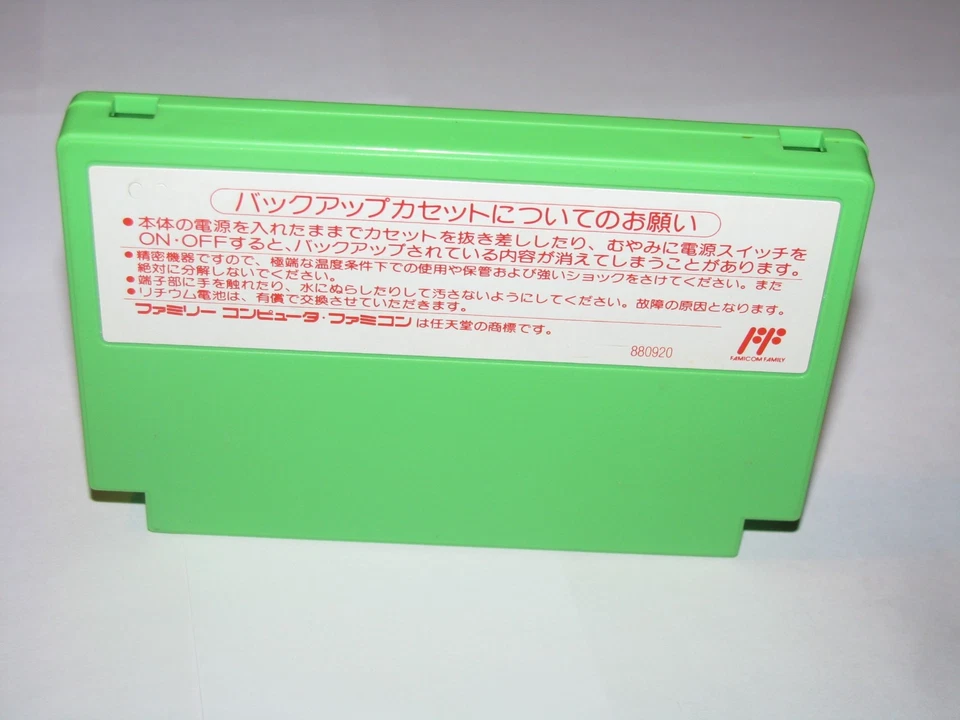 バックアップカセットについてのお願い
●本体の電源を入れたままでカセットを抜き差ししたり、むやみに電源スイッチを
ON・OFFすると、バックアップされている内容が消えてしまうことがあります。
●精密機器ですので、極端な温度条件下での使用や保管および強いショックをさけてください。また
絶対に分解しないでください。
●端子部に手を触れたり、水にぬらしたりして汚さないようにしてください。故障の原因となります。
●リチウム電池は、有償で交換させていただきます。
ファミリーコンピュータ・ファミコンは任天堂の商標です。
880920
FF
FAMICOM FAMILY